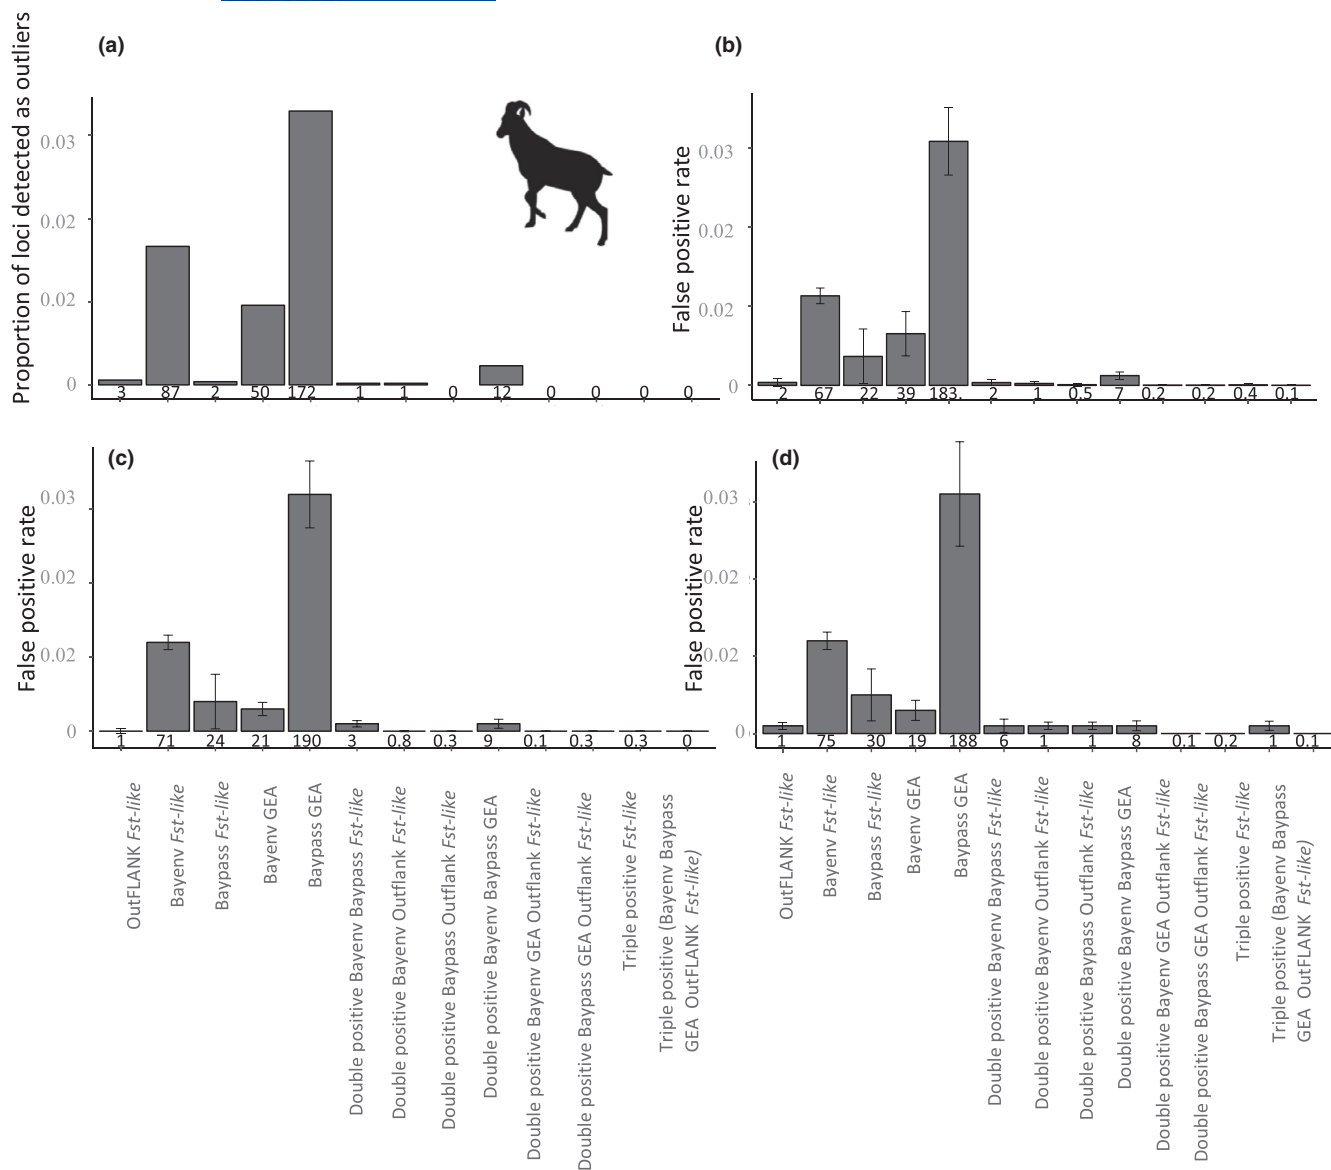 (a)
Proportion of loci detected as outliers
0.03
0.02
0.02
0
3 87 2 50 172 1 1 0 12 0 0 0 0
(b)
False positive rate
0.03
0.02
0.02
0
2 67 22 39 183. 2 1 0.5 7 0.2 0.2 0.4 0.1
(c)
False positive rate
0.03
0.02
0.02
0
1 71 24 21 190 3 0.8 0.3 9 0.1 0.3 0.3 0
OutFLANK Fst-like
Bayenv Fst-like
Baypass Fst-like
Bayenv GEA
Baypass GEA
Double positive Bayenv Baypass Fst-like
Double positive Bayenv Outflank Fst-like
Double positive Baypass Outflank Fst-like
Double positive Bayenv Baypass GEA
Double positive Bayenv GEA Outflank Fst-like
Double positive Baypass GEA Outflank Fst-like
Triple positive Fst-like
Triple positive (Bayenv Baypass
GEA OutFLANK Fst-like)
(d)
False positive rate
0.03
0.02
0.02
0
1 75 30 19 188 6 1 1 8 0.1 0.2 1 0.1
OutFLANK Fst-like
Bayenv Fst-like
Baypass Fst-like
Bayenv GEA
Baypass GEA
Double positive Bayenv Baypass Fst-like
Double positive Bayenv Outflank Fst-like
Double positive Baypass Outflank Fst-like
Double positive Bayenv Baypass GEA
Double positive Bayenv GEA Outflank Fst-like
Double positive Baypass GEA Outflank Fst-like
Triple positive Fst-like
Triple positive (Bayenv Baypass
GEA OutFLANK Fst-like)